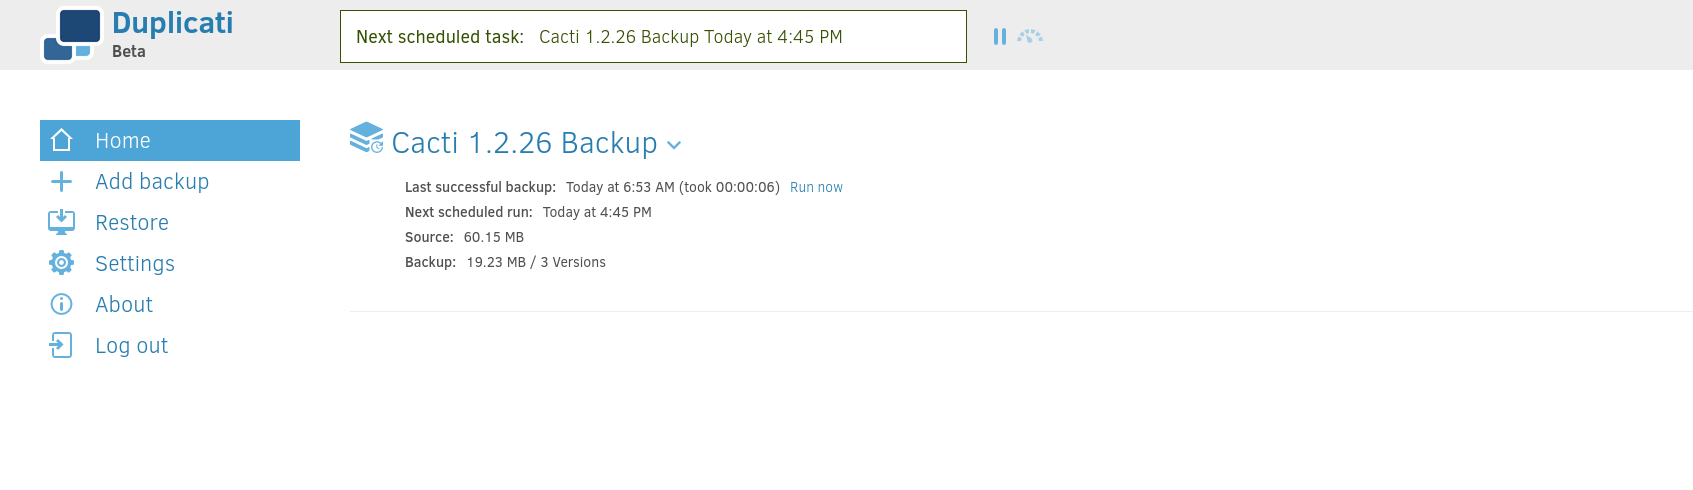 Duplicati
Beta
Next scheduled task: Cacti 1.2.26 Backup Today at 4:45 PM
Home
Add backup
Restore
Settings
About
Log out
Cacti 1.2.26 Backup
Last successful backup: Today at 6:53 AM (took 00:00:06) Run now
Next scheduled run: Today at 4:45 PM
Source: 60.15 MB
Backup: 19.23 MB / 3 Versions